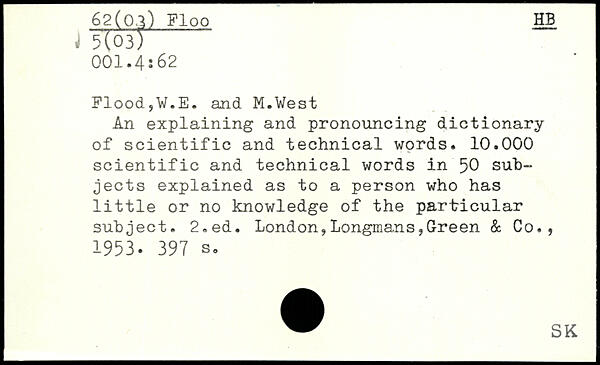 62(03) Floo HB
5(03)
001.4:62
Flood,W.E. and M.West
An explaining and pronouncing dictionary
of scientific and technical words. 10.000
scientific and technical words in 50 sub-
jects explained as to a person who has
little or no knowledge of the particular
subject. 2.ed. London,Longmans,Green & Co.,
1953. 397 s.
SK